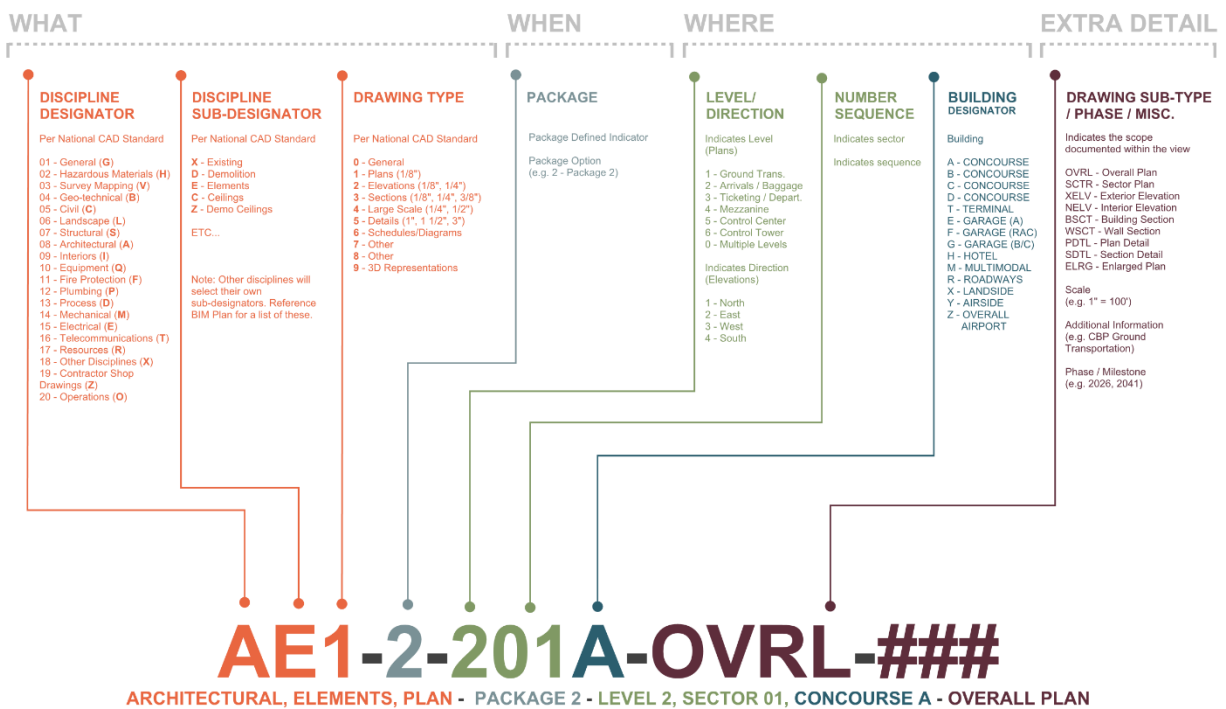 WHAT
WHEN
WHERE
EXTRA DETAIL
DISCIPLINE
DESIGNATOR
Per National CAD Standard
01 - General (G)
02 - Hazardous Materials (H)
03 - Survey Mapping (V)
04 - Geo-technical (B)
05 - Civil (C)
06 - Landscape (L)
07 - Structural (S)
08 - Architectural (A)
09 - Interiors (I)
10 - Equipment (Q)
11 - Fire Protection (F)
12 - Plumbing (P)
13 - Process (D)
14 - Mechanical (M)
15 - Electrical (E)
16 - Telecommunications (T)
17 - Resources (R)
18 - Other Disciplines (X)
19 - Contractor Shop
Drawings (Z)
20 - Operations (O)
DISCIPLINE
SUB-DESIGNATOR
Per National CAD Standard
X - Existing
D - Demolition
E - Elements
C - Ceilings
Z - Demo Ceilings
ETC...
Note: Other disciplines will
select their own
sub-designators. Reference
BIM Plan for a list of these.
DRAWING TYPE
Per National CAD Standard
0 - General
1 - Plans (1/8")
2 - Elevations (1/8", 1/4")
3 - Sections (1/8", 1/4", 3/8")
4 - Large Scale (1/4", 1/2")
5 - Details (1", 1 1/2", 3")
6 - Schedules/Diagrams
7 - Other
8 - Other
9 - 3D Representations
PACKAGE
Package Defined Indicator
Package Option
(e.g. 2 - Package 2)
LEVEL/
DIRECTION
Indicates Level
(Plans)
1 - Ground Trans.
2 - Arrivals / Baggage
3 - Ticketing / Depart.
4 - Mezzanine
5 - Control Center
6 - Control Tower
0 - Multiple Levels
Indicates Direction
(Elevations)
1 - North
2 - East
3 - West
4 - South
NUMBER
SEQUENCE
Indicates sector
Indicates sequence
BUILDING
DESIGNATOR
Building
A - CONCOURSE
B - CONCOURSE
C - CONCOURSE
D - CONCOURSE
T - TERMINAL
E - GARAGE (A)
F - GARAGE (RAC)
G - GARAGE (B/C)
H - HOTEL
M - MULTIMODAL
R - ROADWAYS
X - LANDSIDE
Y - AIRSIDE
Z - OVERALL
AIRPORT
DRAWING SUB-TYPE
/ PHASE / MISC.
Indicates the scope
documented within the view
OVRL - Overall Plan
SCTR - Sector Plan
XELV - Exterior Elevation
NELV - Interior Elevation
BSCT - Building Section
WSCT - Wall Section
PDTL - Plan Detail
SDTL - Section Detail
ELRG - Enlarged Plan
Scale
(e.g. 1" = 100')
Additional Information
(e.g. CBP Ground
Transportation)
Phase / Milestone
(e.g. 2026, 2041)
AE1-2-201A-OVRL-###
ARCHITECTURAL, ELEMENTS, PLAN - PACKAGE 2 - LEVEL 2, SECTOR 01, CONCOURSE A - OVERALL PLAN